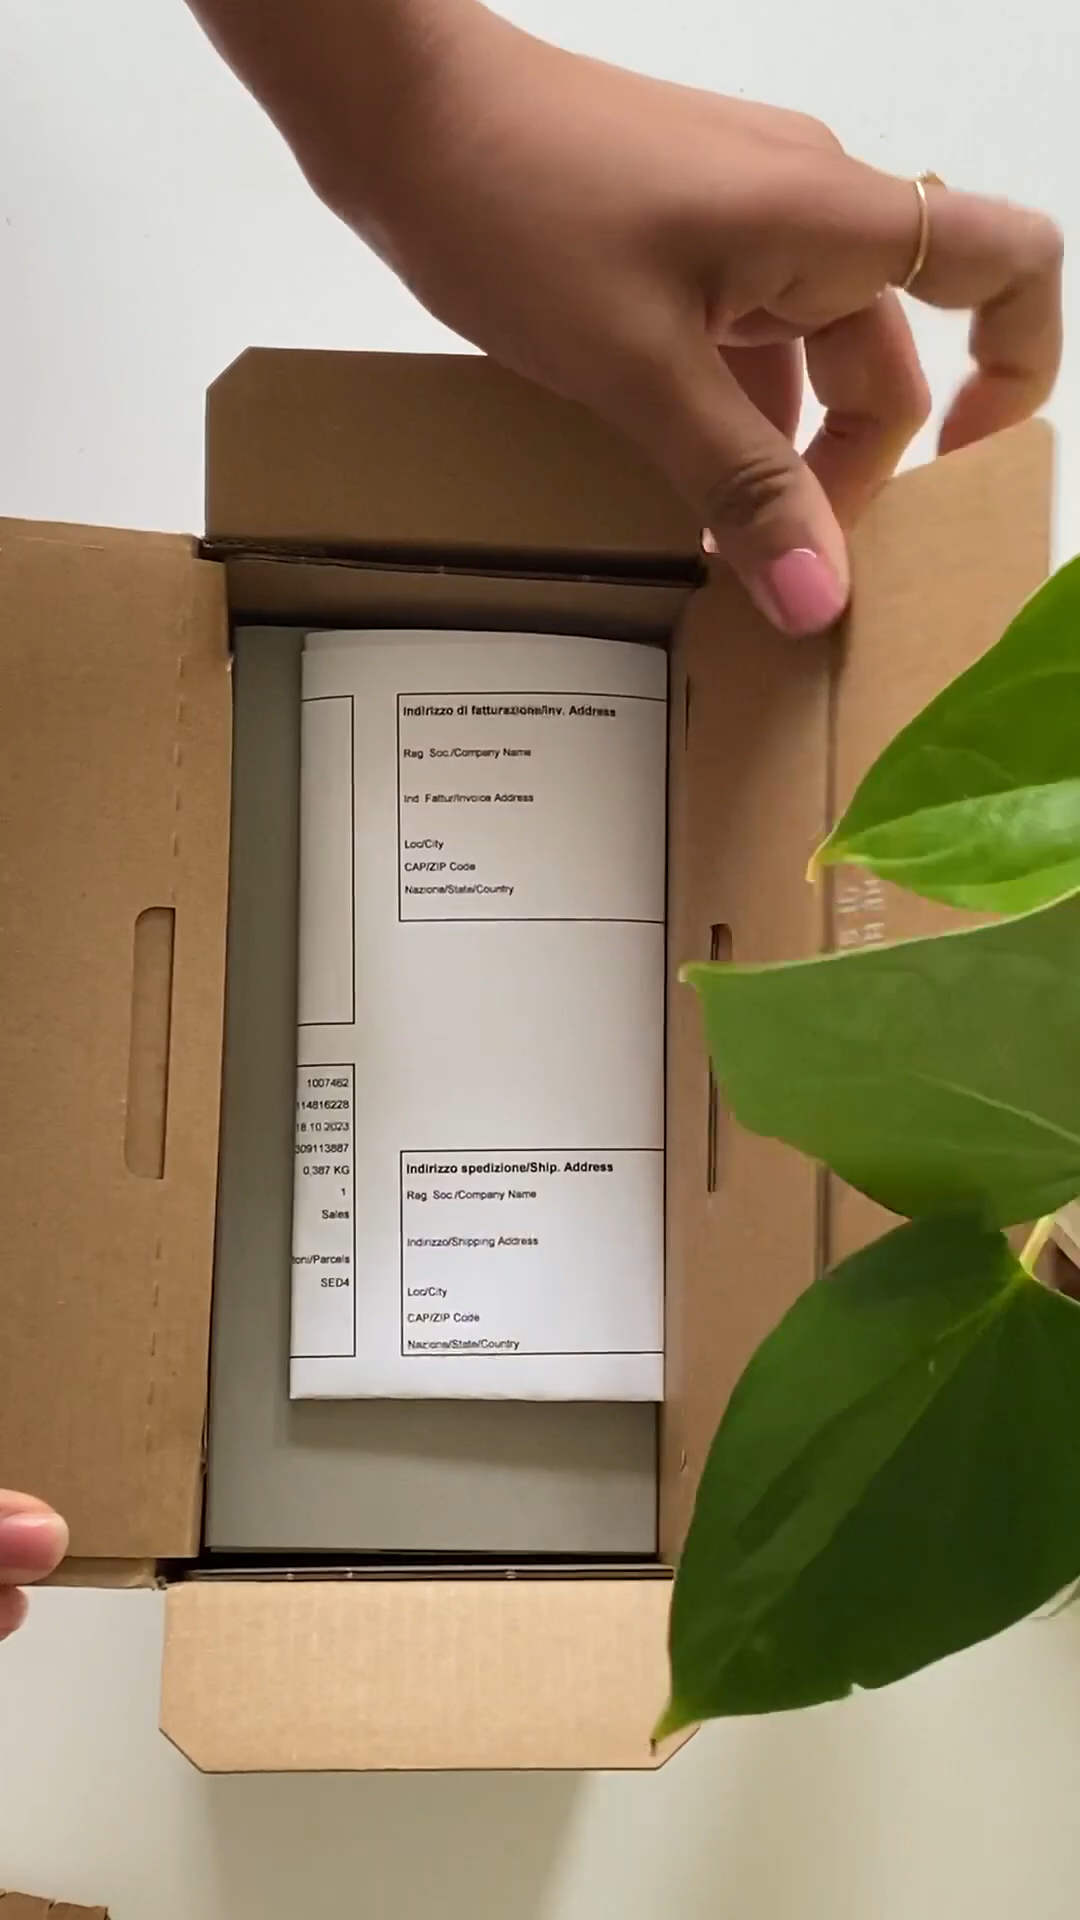 Indirizzo di fatturazione/Inv. Address
Rag Soc./Company Name
Ind Fattur/Invoice Address
Loc/City
CAP/ZIP Code
Nazione/State/Country
1007462
114816228
18.10.2023
309113887
0,387 KG
1
Sales
oni/Parcels
SED4
Indirizzo spedizione/Ship. Address
Rag Soc./Company Name
Indirizzo/Shipping Address
Loc/City
CAP/ZIP Code
Nazione/State/Country